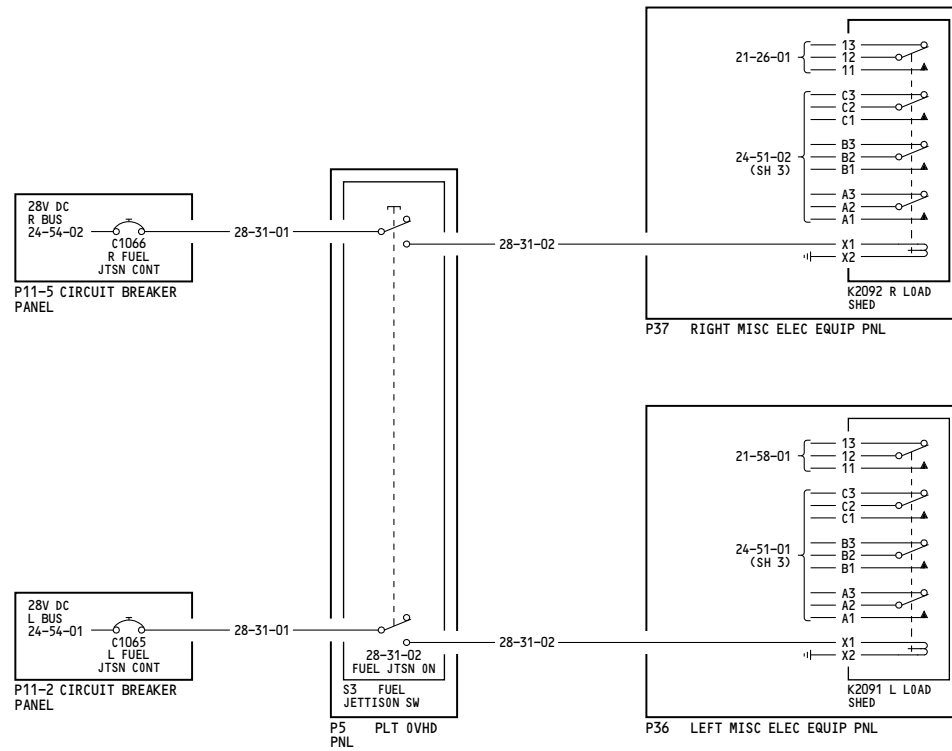 13
21-26-01
12
11
C3
C2
C1
B3
24-51-02
(SH 3)
B2
B1
A3
A2
A1
28V DC
R BUS
24-54-02
C1066
R FUEL
JTSN CONT
28-31-01
28-31-02
X1
X2
P11-5 CIRCUIT BREAKER
PANEL
K2092 R LOAD
SHED
P37 RIGHT MISC ELEC EQUIP PNL
13
21-58-01
12
11
C3
C2
C1
B3
24-51-01
(SH 3)
B2
B1
A3
A2
A1
28V DC
L BUS
24-54-01
C1065
L FUEL
JTSN CONT
28-31-01
28-31-02
X1
X2
28-31-02
FUEL JTSN ON
P11-2 CIRCUIT BREAKER
PANEL
S3 FUEL
JETTISON SW
K2091 L LOAD
SHED
P5 PLT OVHD
PNL
P36 LEFT MISC ELEC EQUIP PNL